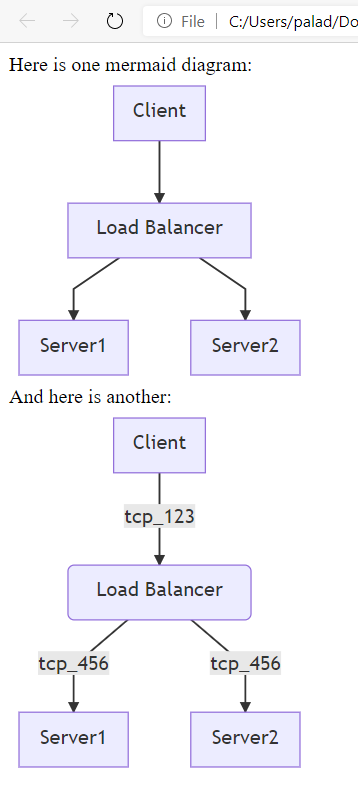 File | C:/Users/palad/Do
Here is one mermaid diagram:
Client
Load Balancer
Server1 Server2
And here is another:
Client
tcp_123
Load Balancer
tcp_456 tcp_456
Server1 Server2